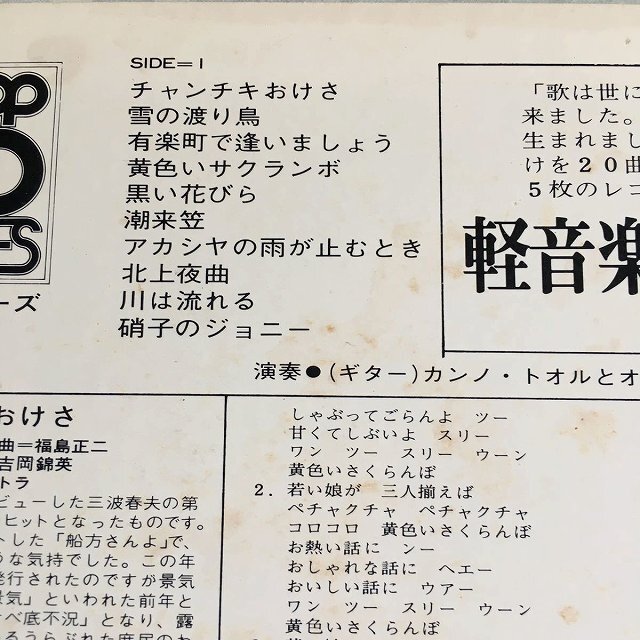 SIDE=1
チャンチキおけさ
雪の渡り鳥
有楽町で逢いましょう
黄色いサクランボ
黒い花びら
潮来笠
アカシヤの雨が止むとき
北上夜曲
川は流れる
硝子のジョニー
ーズ
「歌は世に
来ました。
生まれまし
けを20曲
5枚のレコ
軽音楽
演奏●(ギター)カンノ・トオルとオ
おけさ
曲=福島正二
吉岡錦英
トラ
ビューした三波春夫の第
ヒットとなったものです。
トした「船方さんよ」で、
うな気持でした。この年
発行されたのですが景気
景気」といわれた前年と
べ底不況」となり、露
しゃぶってごらんよ ツー
甘くてしぶいよ スリー
ワン ツー スリー ウーン
黄色いさくらんぼ
2. 若い娘が 三人揃えば
ペチャクチャ ペチャクチャ
コロコロ 黄色いさくらんぼ
お熱い話に ンー
おしゃれな話に ヘエー
おいしい話に ウアー
ワン ツー スリー ウーン
黄色いさくらんぼ